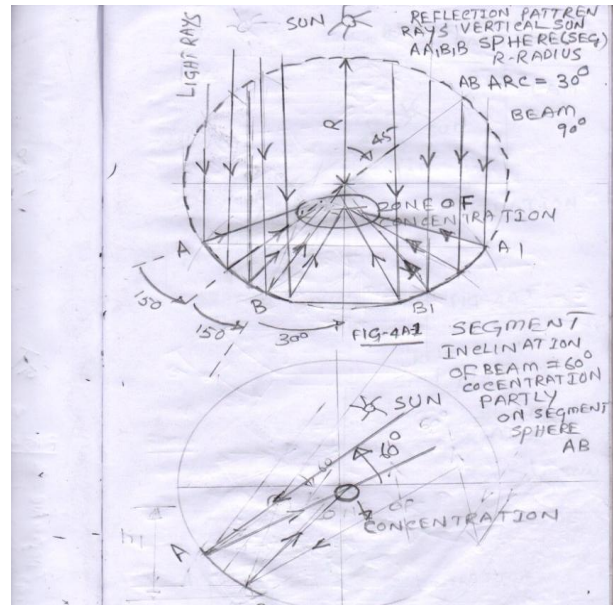 SUN
REFLECTION PATTREN
RAYS VERTICAL SUN
AA,B,B SPHERE(SEG)
R-RADIUS
AB ARC = 30°
BEAM
90°
LIGHT RAYS
R
45
ZONE OF
CONCENTRATION
A
A1
B
B1
150
150
30°
FIG-4A1
SEGMENT
INCLINATION
OF BEAM = 60°
COCENTRATION
PARTLY
ON SEGMENT
SPHERE
AB
SUN
60°
60
OF
CONCENTRATION
A